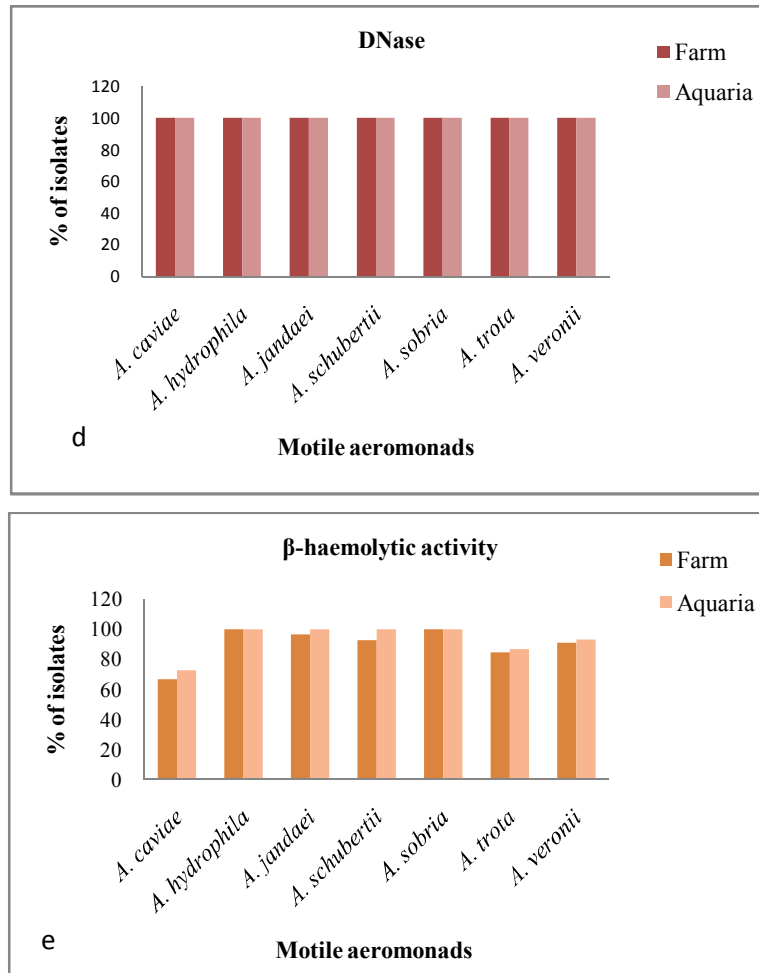 DNase
Farm
Aquaria
120
100
80
60
40
20
0
% of isolates
A. caviae
A. hydrophila
A. jandaei
A. schubertii
A. sobria
A. trota
A. veronii
d
Motile aeromonads
β-haemolytic activity
Farm
Aquaria
120
100
80
60
40
20
0
% of isolates
A. caviae
A. hydrophila
A. jandaei
A. schubertii
A. sobria
A. trota
A. veronii
e
Motile aeromonads